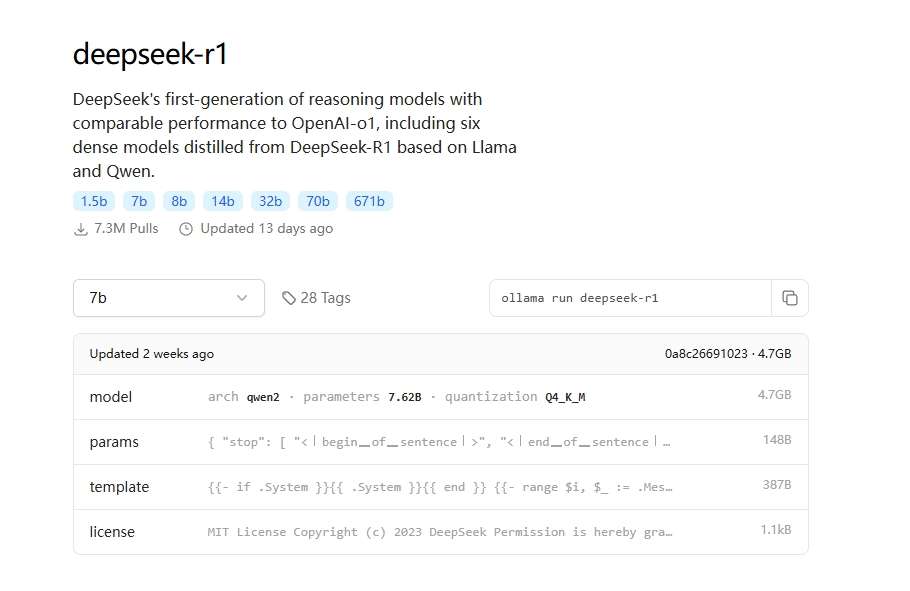 deepseek-r1
DeepSeek's first-generation of reasoning models with
comparable performance to OpenAI-o1, including six
dense models distilled from DeepSeek-R1 based on Llama
and Qwen.
1.5b 7b 8b 14b 32b 70b 671b
7.3M Pulls Updated 13 days ago
7b 28 Tags ollama run deepseek-r1
Updated 2 weeks ago 0a8c26691023 · 4.7GB
model arch qwen2 · parameters 7.62B · quantization Q4_K_M 4.7GB
params { "stop": [ "<｜begin▁of▁sentence｜>", "<｜end▁of▁sentence｜… 148B
template {{- if .System }}{{ .System }}{{ end }} {{- range $i, $_ := .Mes… 387B
license MIT License Copyright (c) 2023 DeepSeek Permission is hereby gra… 1.1kB